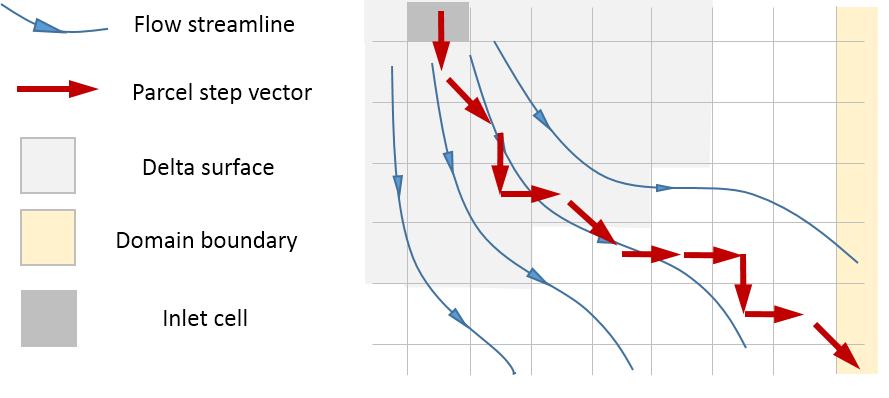 Flow streamline
Parcel step vector
Delta surface
Domain boundary
Inlet cell